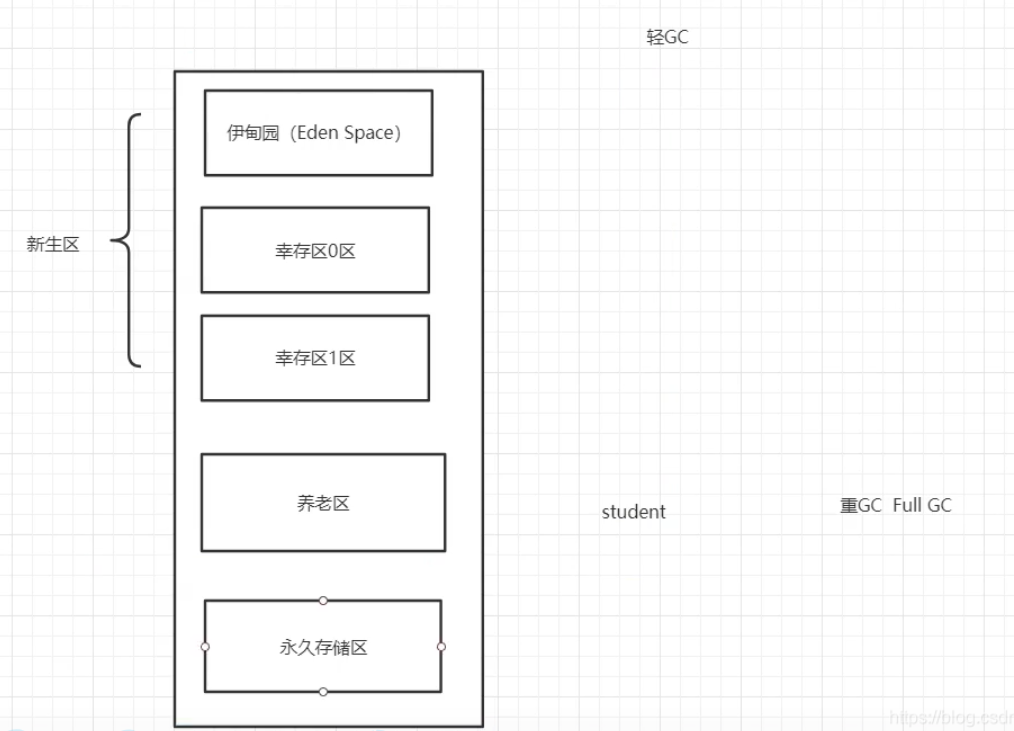 轻GC
伊甸园（Eden Space）
新生区
幸存区0区
幸存区1区
养老区
student
重GC Full GC
永久存储区
https://blog.csdn